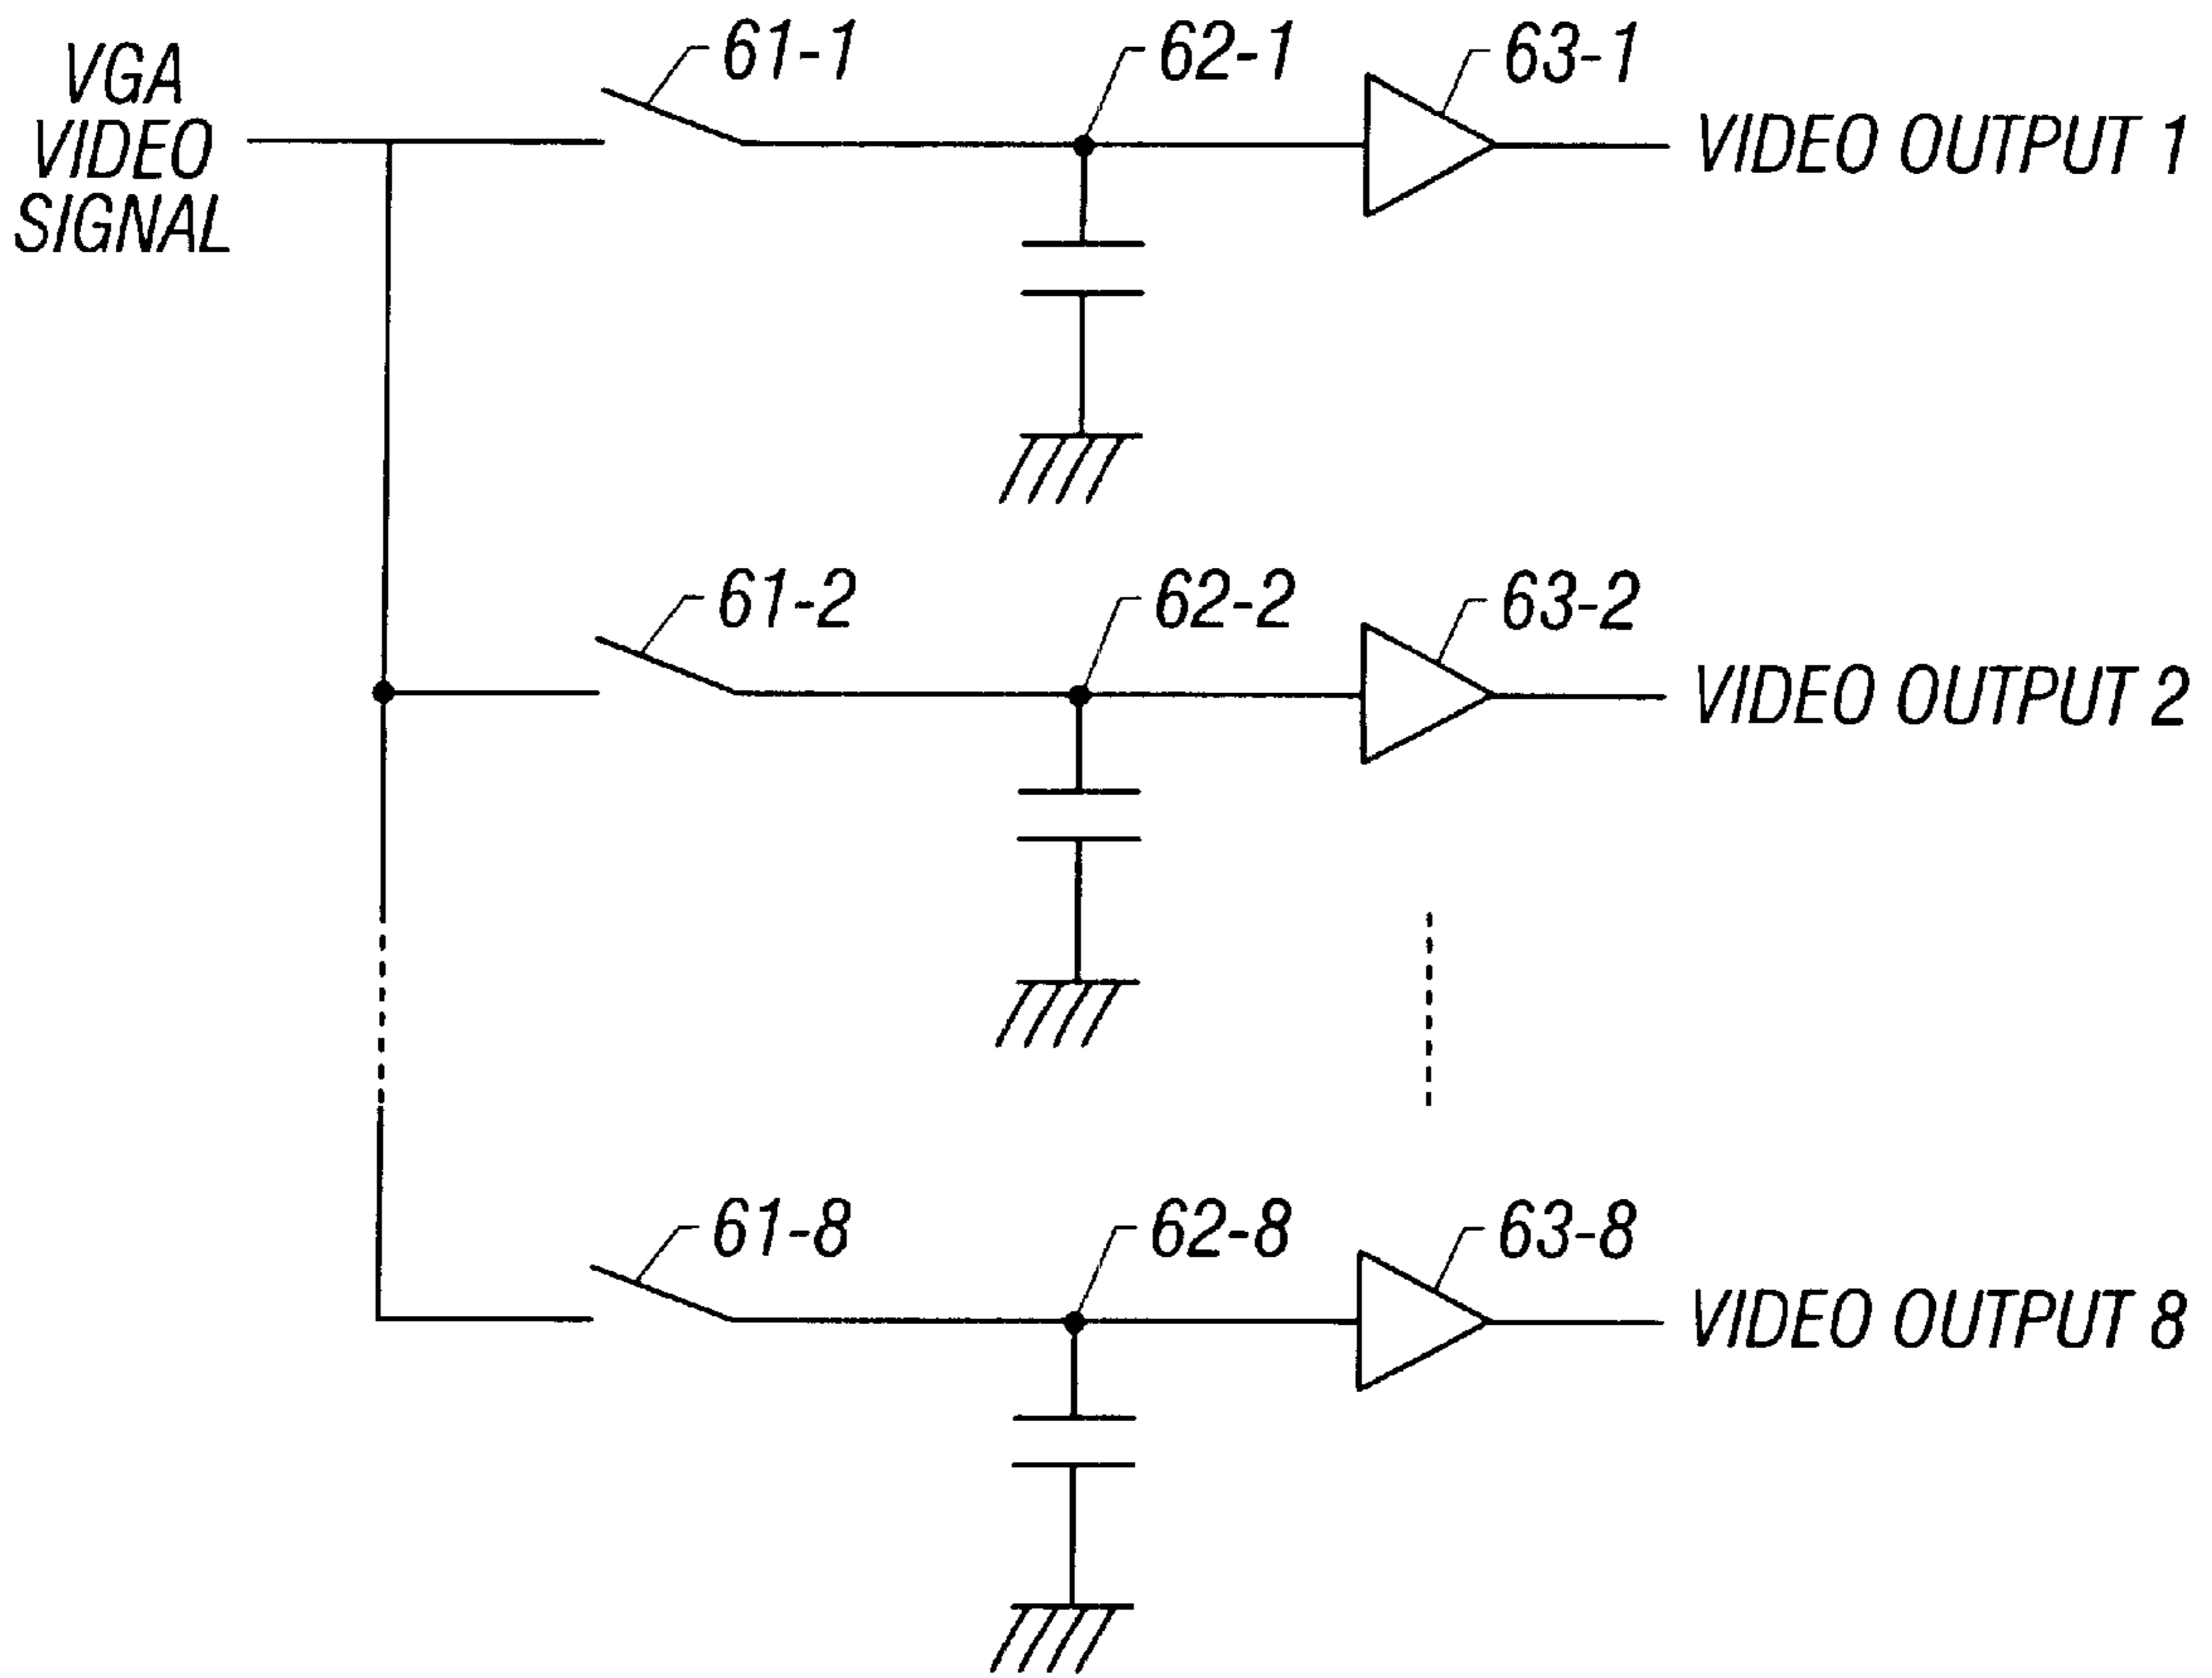 VGA
VIDEO
SIGNAL
61-1
62-1
63-1
VIDEO OUTPUT 1
61-2
62-2
63-2
VIDEO OUTPUT 2
61-8
62-8
63-8
VIDEO OUTPUT 8